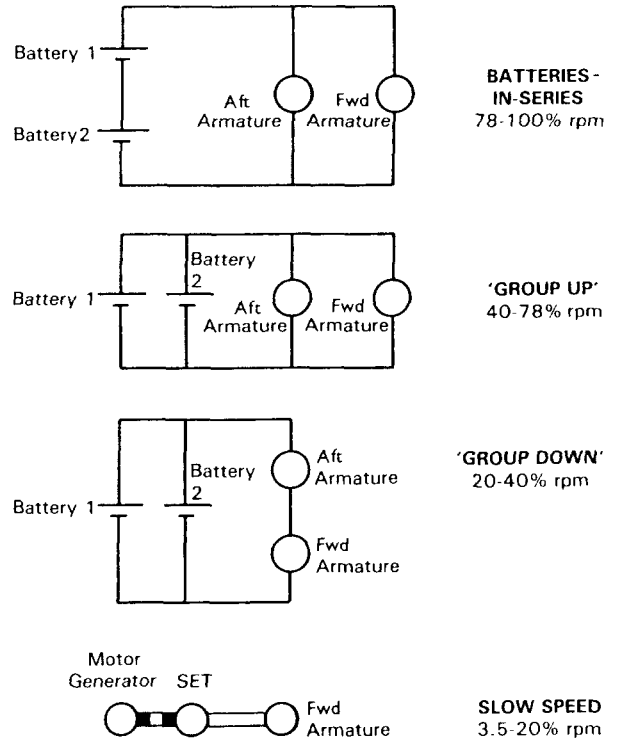 Battery 1
Battery2
Aft
Armature
Fwd
Armature
BATTERIES-
IN-SERIES
78-100% rpm
Battery 1
Battery
2
Aft
Armature
Fwd
Armature
'GROUP UP'
40-78% rpm
Battery 1
Battery
2
Aft
Armature
Fwd
Armature
'GROUP DOWN'
20-40% rpm
Motor
Generator SET
Fwd
Armature
SLOW SPEED
3.5-20% rpm